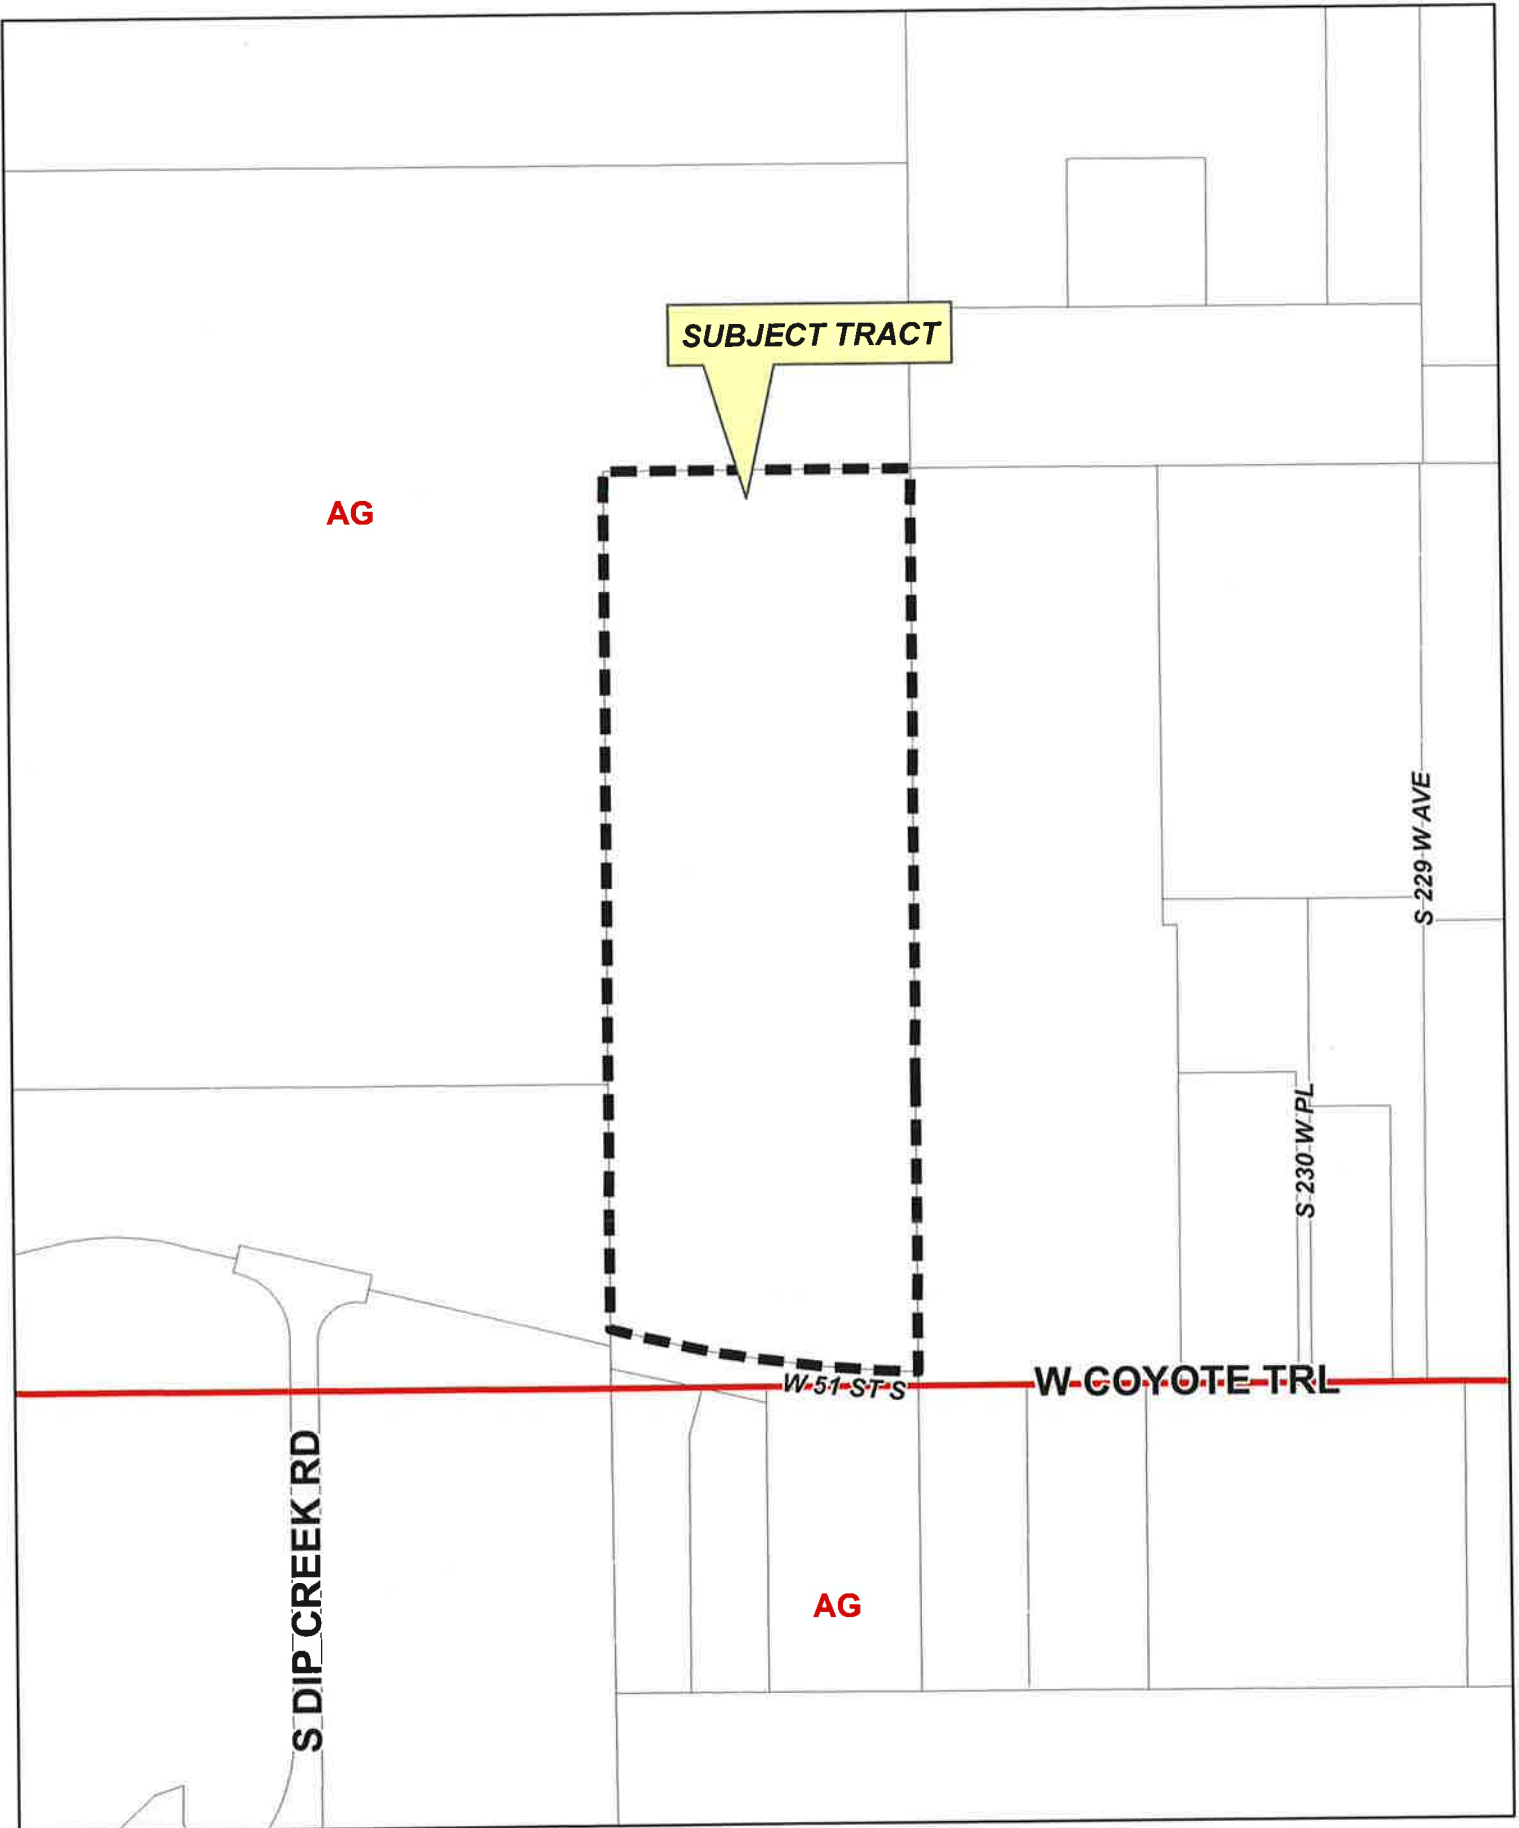 SUBJECT TRACT
AG
S 229 W AVE
S 230 W PL
W 51 ST S
W COYOTE TRL
S DIP CREEK RD
AG